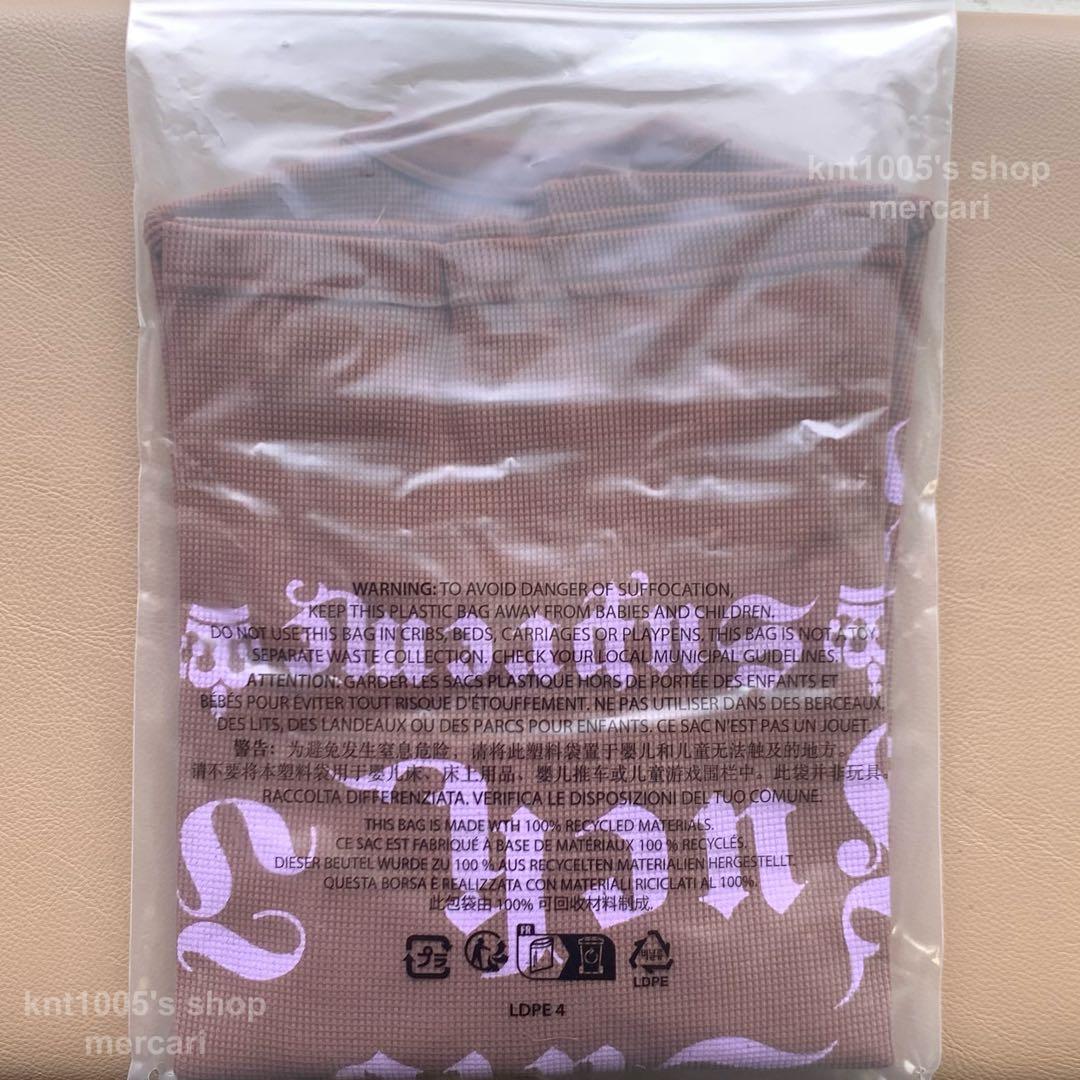 knt1005's shop
mercari
WARNING: TO AVOID DANGER OF SUFFOCATION,
KEEP THIS PLASTIC BAG AWAY FROM BABIES AND CHILDREN.
DO NOT USE THIS BAG IN CRIBS, BEDS, CARRIAGES OR PLAYPENS. THIS BAG IS NOT A TOY.
SEPARATE WASTE COLLECTION. CHECK YOUR LOCAL MUNICIPAL GUIDELINES.
ATTENTION: GARDER LES SACS PLASTIQUE HORS DE PORTÉE DES ENFANTS ET
BÉBÉS POUR ÉVITER TOUT RISQUE D'ÉTOUFFEMENT. NE PAS UTILISER DANS DES BERCEAUX,
DES LITS, DES LANDEAUX OU DES PARCS POUR ENFANTS. CE SAC N'EST PAS UN JOUET
警告: 为避免发生窒息危险，请将此塑料袋置于婴儿和儿童无法触及的地方。
请不要将本塑料袋用于婴儿床、床上用品、婴儿推车或儿童游戏围栏中。此袋并非玩具。
RACCOLTA DIFFERENZIATA. VERIFICA LE DISPOSIZIONI DEL TUO COMUNE.
THIS BAG IS MADE WTH 100% RECYCLED MATERIALS.
CE SAC EST FABRIQUÉ À BASE DE MATÉRIAUX 100 % RECYCLÉS.
DIESER BEUTEL WURDE ZU 100 % AUS RECYCELTEN MATERIALIEN HERGESTELLT.
QUESTA BORSA È REALIZZATA CON MATERIALI RICICLATI AL 100%.
此包袋由 100% 可回收材料制成。
プラ
FR
비닐류
LDPE
LDPE 4
knt1005's shop
mercari